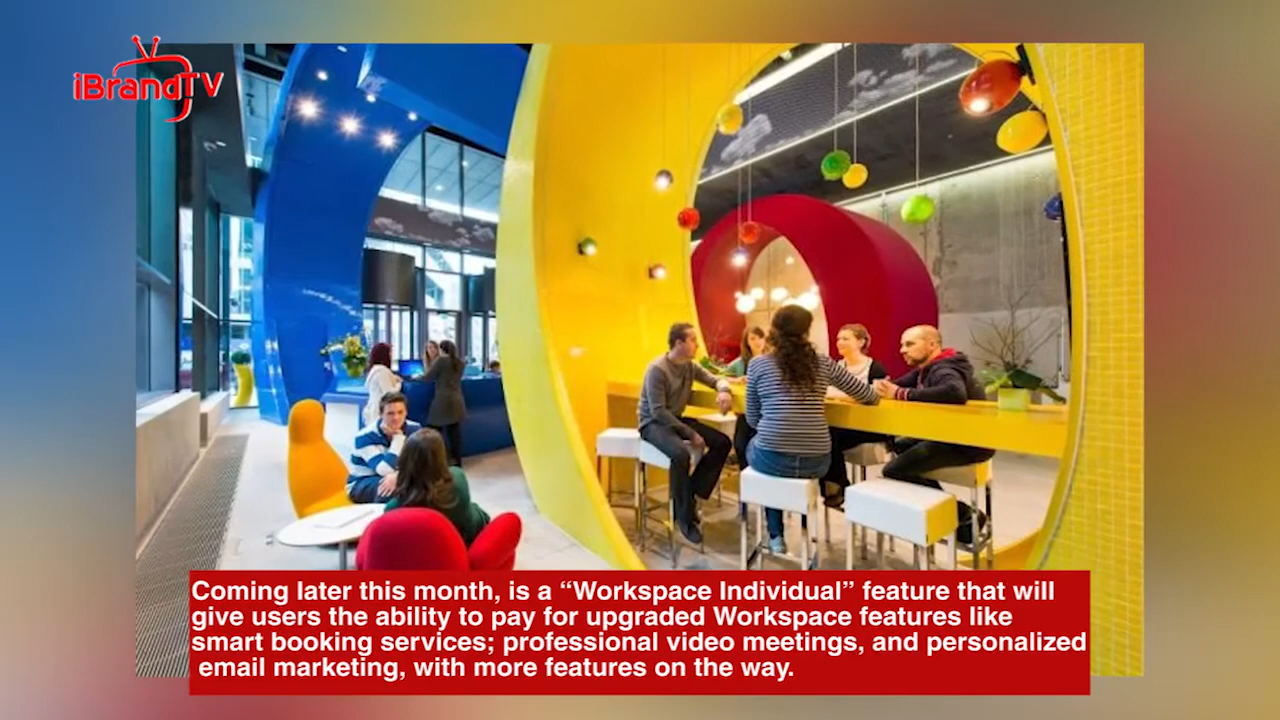 iBrandTV
Coming later this month, is a “Workspace Individual” feature that will
give users the ability to pay for upgraded Workspace features like
smart booking services; professional video meetings, and personalized
email marketing, with more features on the way.